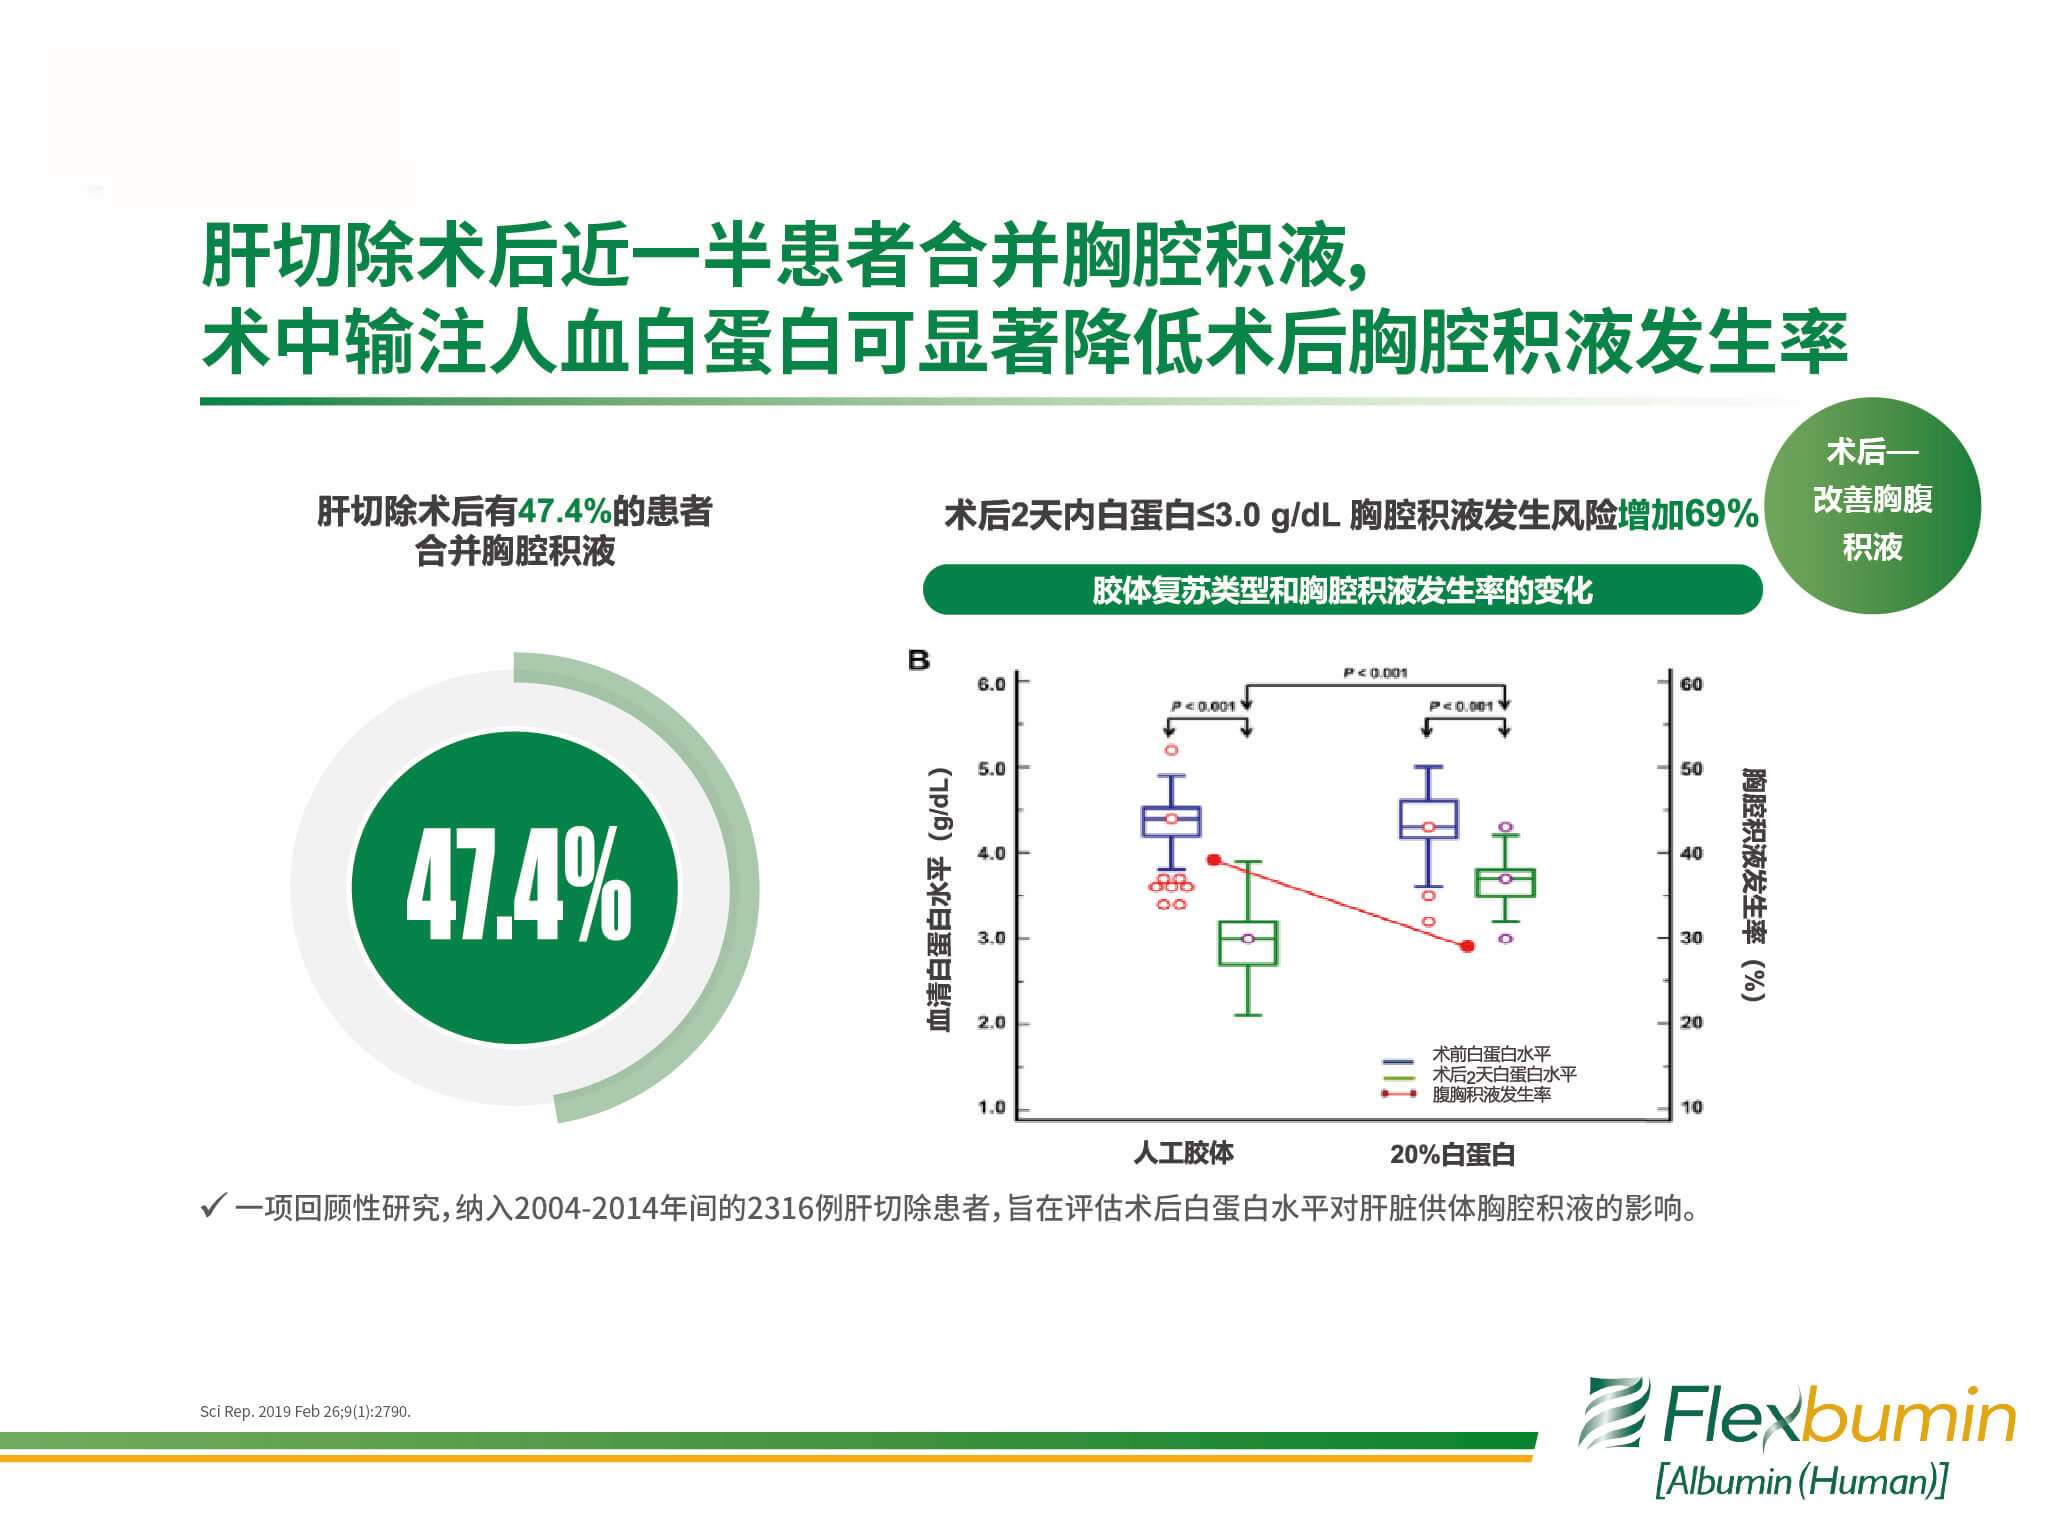 肝切除术后近一半患者合并胸腔积液,
术中输注人血白蛋白可显著降低术后胸腔积液发生率
术后—
改善胸腹
积液
肝切除术后有47.4%的患者
合并胸腔积液
47.4%
术后2天内白蛋白≤3.0 g/dL 胸腔积液发生风险增加69%
胶体复苏类型和胸腔积液发生率的变化
B
P < 0.001
P < 0.001
P < 0.001
血清白蛋白水平（g/dL）
6.0
5.0
4.0
3.0
2.0
1.0
60
50
40
30
20
10
胸腔积液发生率（%）
术前白蛋白水平
术后2天白蛋白水平
腹胸积液发生率
人工胶体
20%白蛋白
✓ 一项回顾性研究,纳入2004-2014年间的2316例肝切除患者,旨在评估术后白蛋白水平对肝脏供体胸腔积液的影响。
Sci Rep. 2019 Feb 26;9(1):2790.
Flexbumin
[Albumin (Human)]